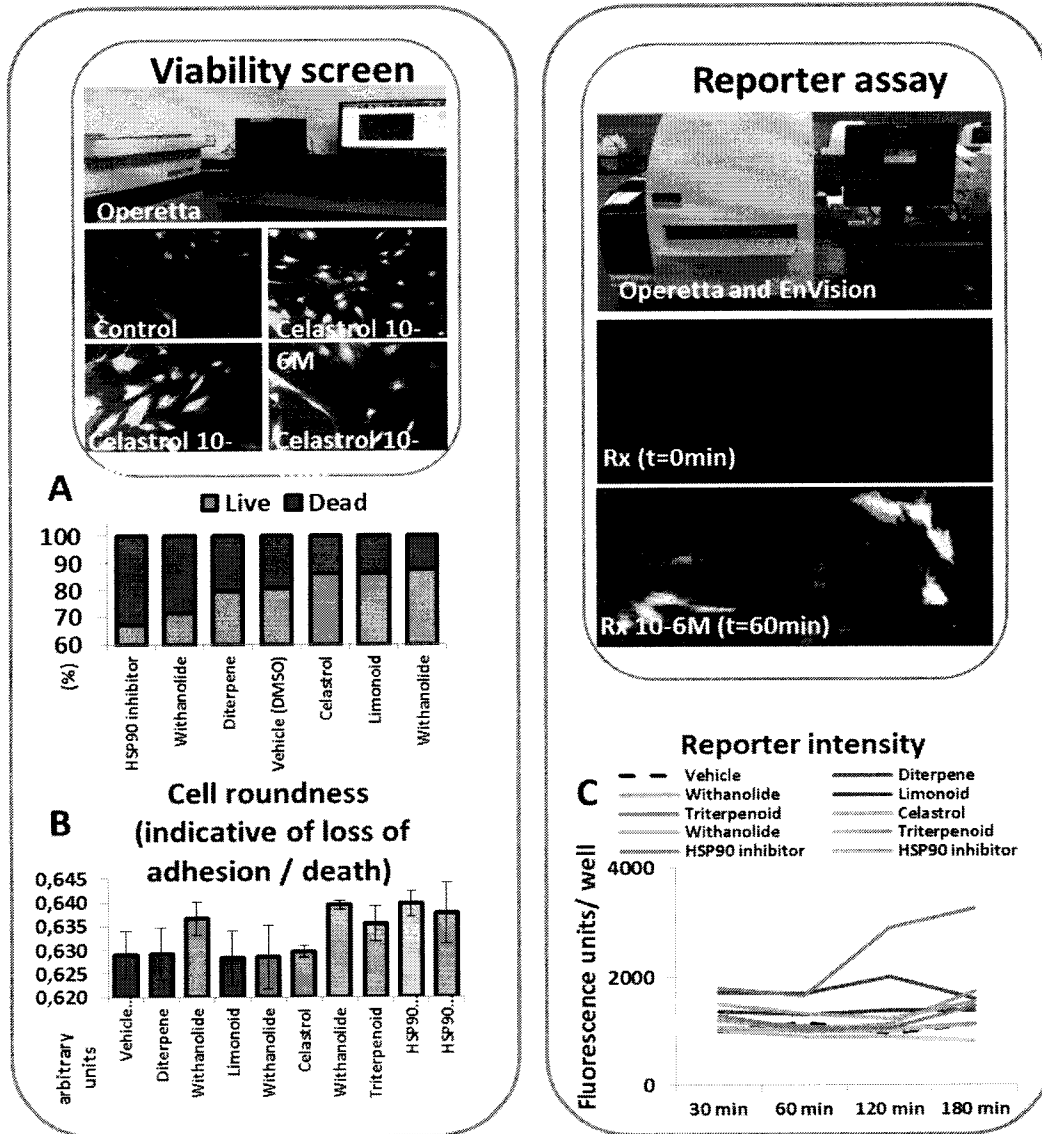 Viability screen
Operetta
Control
Celastrol 10-
6M
Celastrol 10-
Celastrol 10-
A
Live Dead
100
90
80
70
60
(%)
HSP90 inhibitor
Withanolide
Diterpene
Vehicle (DMSO)
Celastrol
Limonoid
Withanolide
B
Cell roundness
(indicative of loss of
adhesion / death)
0,645
0,640
0,635
0,630
0,625
0,620
arbitrary
units
Vehicle...
Diterpene
Withanolide
Limonoid
Withanolide
Celastrol
Withanolide
Triterpenoid
HSP90...
HSP90...
Reporter assay
Operetta and EnVision
Rx (t=0min)
Rx 10-6M (t=60min)
Reporter intensity
C
Vehicle
Diterpene
Withanolide
Limonoid
Triterpenoid
Celastrol
Withanolide
Triterpenoid
HSP90 inhibitor
HSP90 inhibitor
Fluorescence units/ well
4000
2000
0
30 min
60 min
120 min
180 min